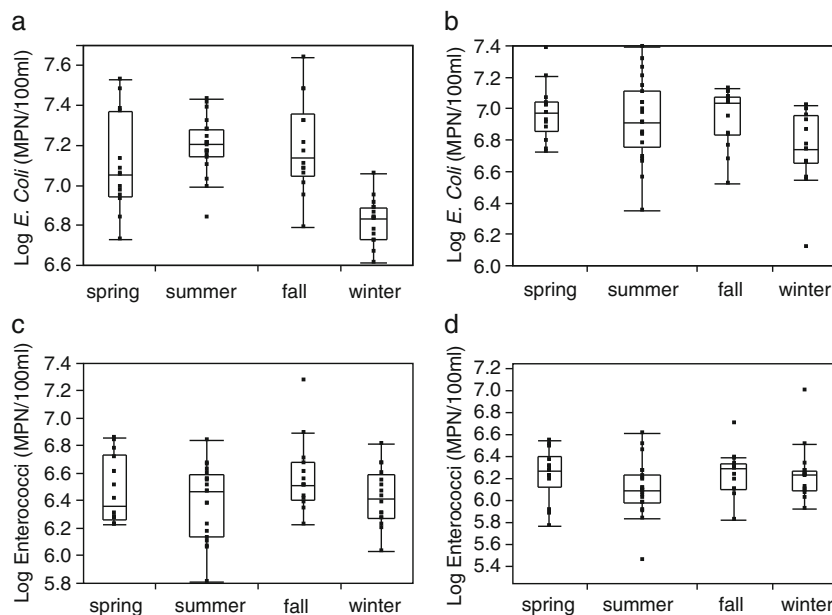 a
Log E. Coli (MPN/100ml)
7.6
7.4
7.2
7.0
6.8
6.6
spring summer fall winter
b
Log E. Coli (MPN/100ml)
7.4
7.2
7.0
6.8
6.6
6.4
6.2
6.0
spring summer fall winter
c
Log Enterococci (MPN/100ml)
7.4
7.2
7.0
6.8
6.6
6.4
6.2
6.0
5.8
spring summer fall winter
d
Log Enterococci (MPN/100ml)
7.2
7.0
6.8
6.6
6.4
6.2
6.0
5.8
5.6
5.4
spring summer fall winter